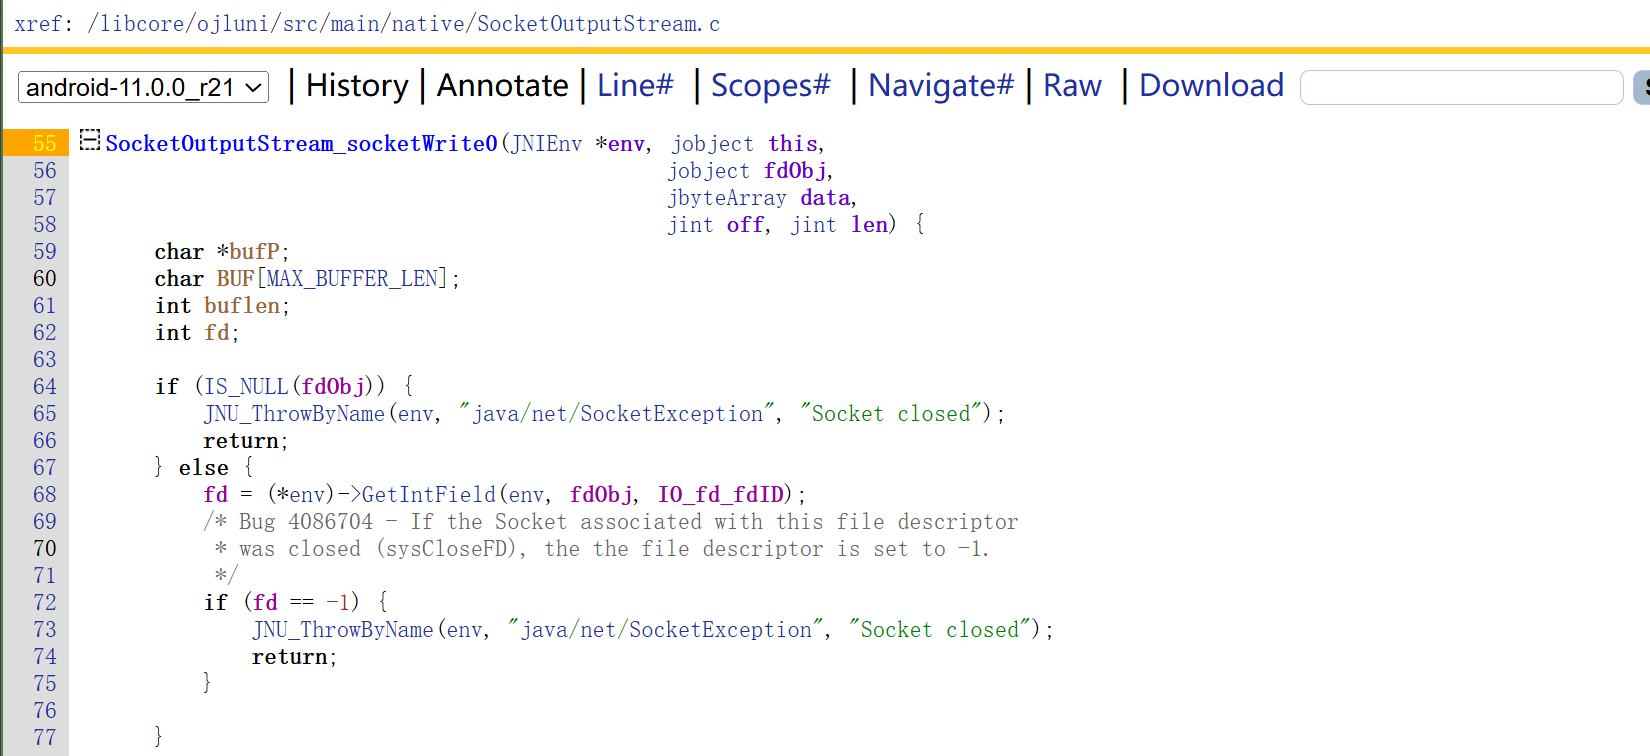 xref: /libcore/ojluni/src/main/native/SocketOutputStream.c
android-11.0.0_r21 | History | Annotate | Line# | Scopes# | Navigate# | Raw | Download
55 SocketOutputStream_socketWrite0(JNIEnv *env, jobject this,
56 jobject fdObj,
57 jbyteArray data,
58 jint off, jint len) {
59 char *bufP;
60 char BUF[MAX_BUFFER_LEN];
61 int buflen;
62 int fd;
63
64 if (IS_NULL(fdObj)) {
65 JNU_ThrowByName(env, "java/net/SocketException", "Socket closed");
66 return;
67 } else {
68 fd = (*env)->GetIntField(env, fdObj, IO_fd_fdID);
69 /* Bug 4086704 - If the Socket associated with this file descriptor
70 * was closed (sysCloseFD), the the file descriptor is set to -1.
71 */
72 if (fd == -1) {
73 JNU_ThrowByName(env, "java/net/SocketException", "Socket closed");
74 return;
75 }
76
77 }